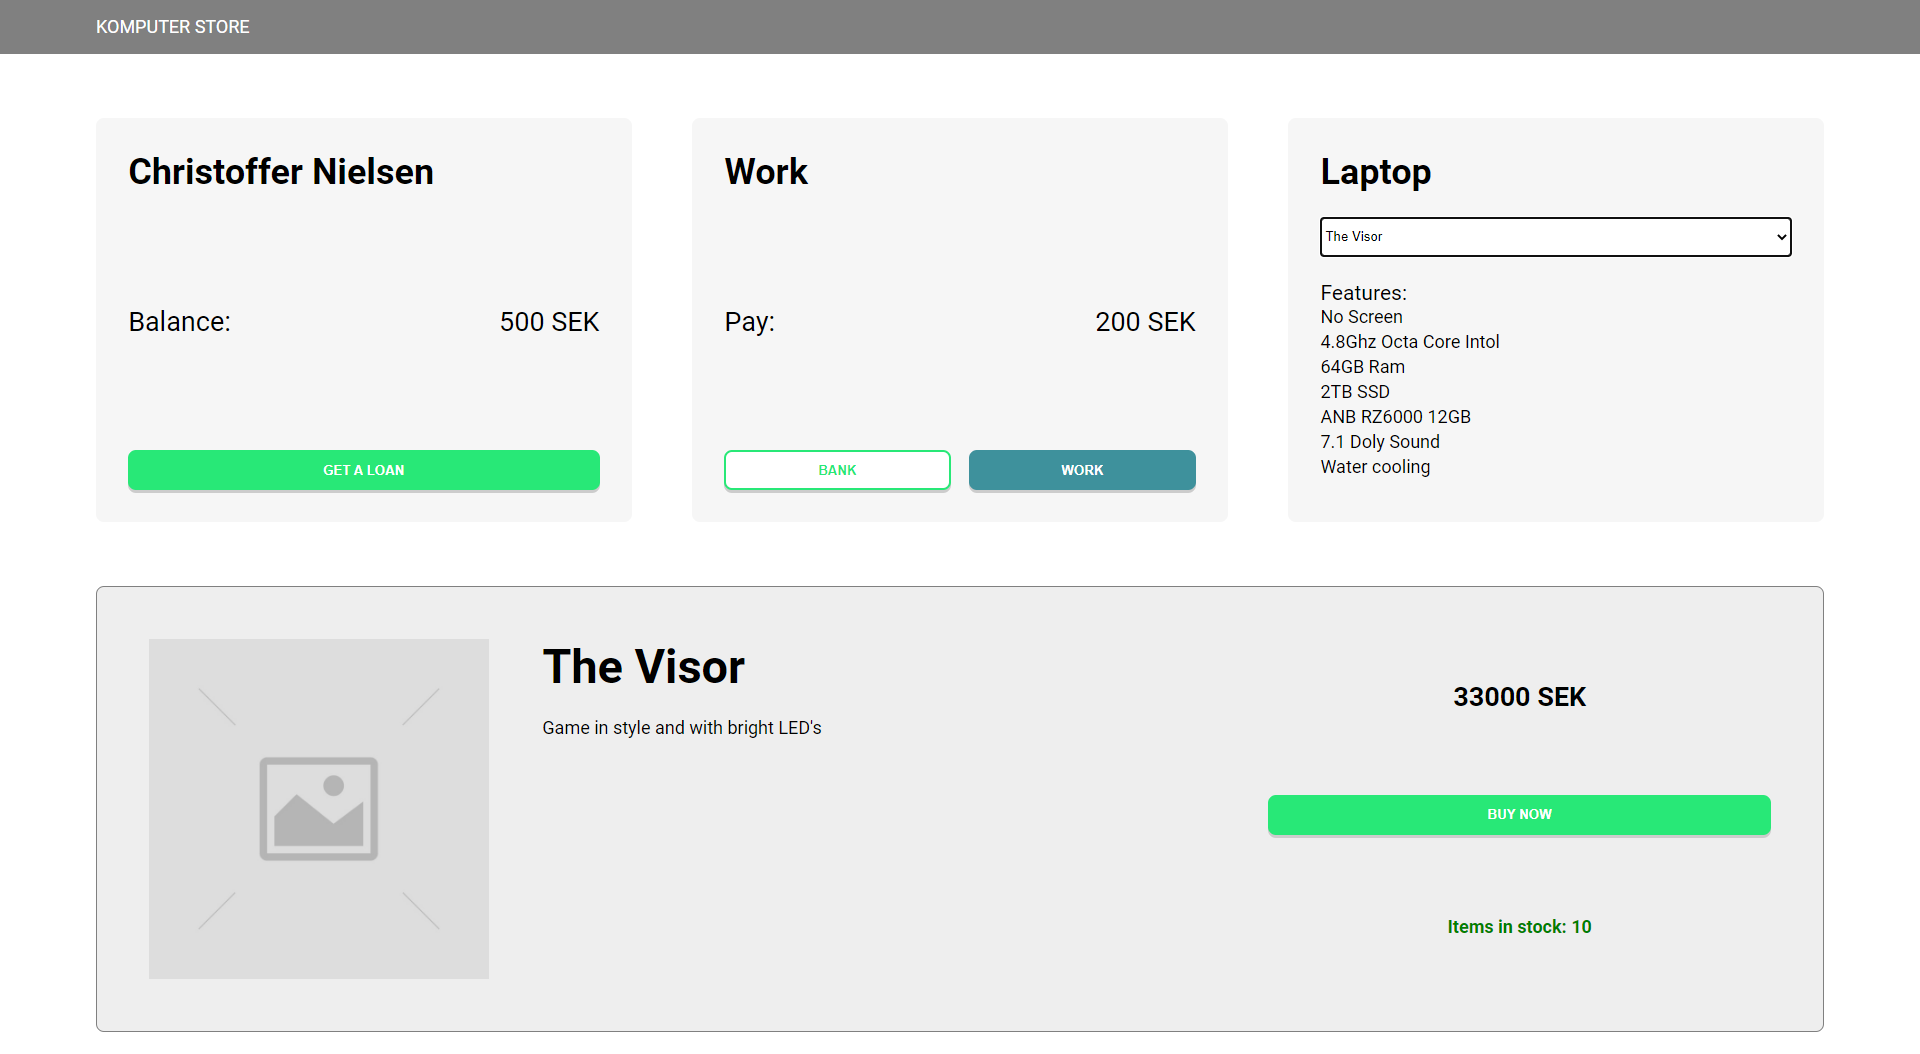 KOMPUTER STORE
Christoffer Nielsen
Balance: 500 SEK
GET A LOAN
Work
Pay: 200 SEK
BANK WORK
Laptop
The Visor
Features:
No Screen
4.8Ghz Octa Core Intol
64GB Ram
2TB SSD
ANB RZ6000 12GB
7.1 Doly Sound
Water cooling
The Visor
Game in style and with bright LED's
33000 SEK
BUY NOW
Items in stock: 10